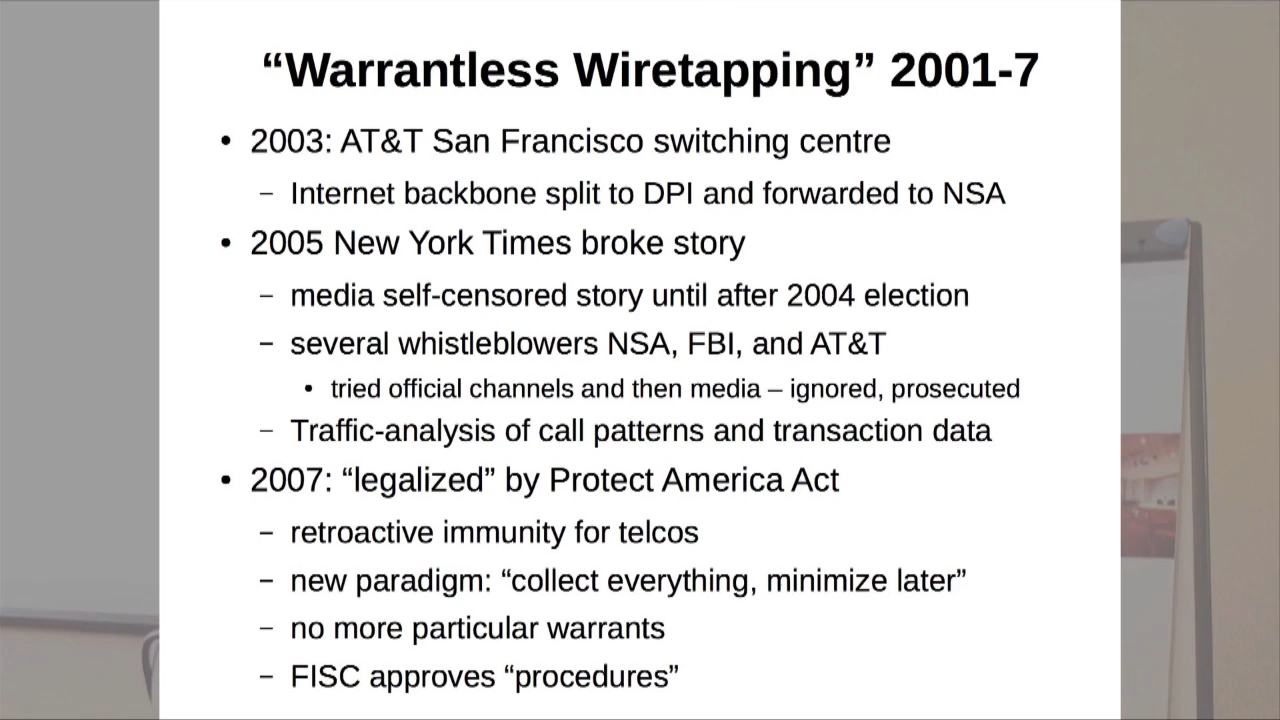 “Warrantless Wiretapping” 2001-7
• 2003: AT&T San Francisco switching centre
– Internet backbone split to DPI and forwarded to NSA
• 2005 New York Times broke story
– media self-censored story until after 2004 election
– several whistleblowers NSA, FBI, and AT&T
• tried official channels and then media – ignored, prosecuted
– Traffic-analysis of call patterns and transaction data
• 2007: “legalized” by Protect America Act
– retroactive immunity for telcos
– new paradigm: “collect everything, minimize later”
– no more particular warrants
– FISC approves “procedures”